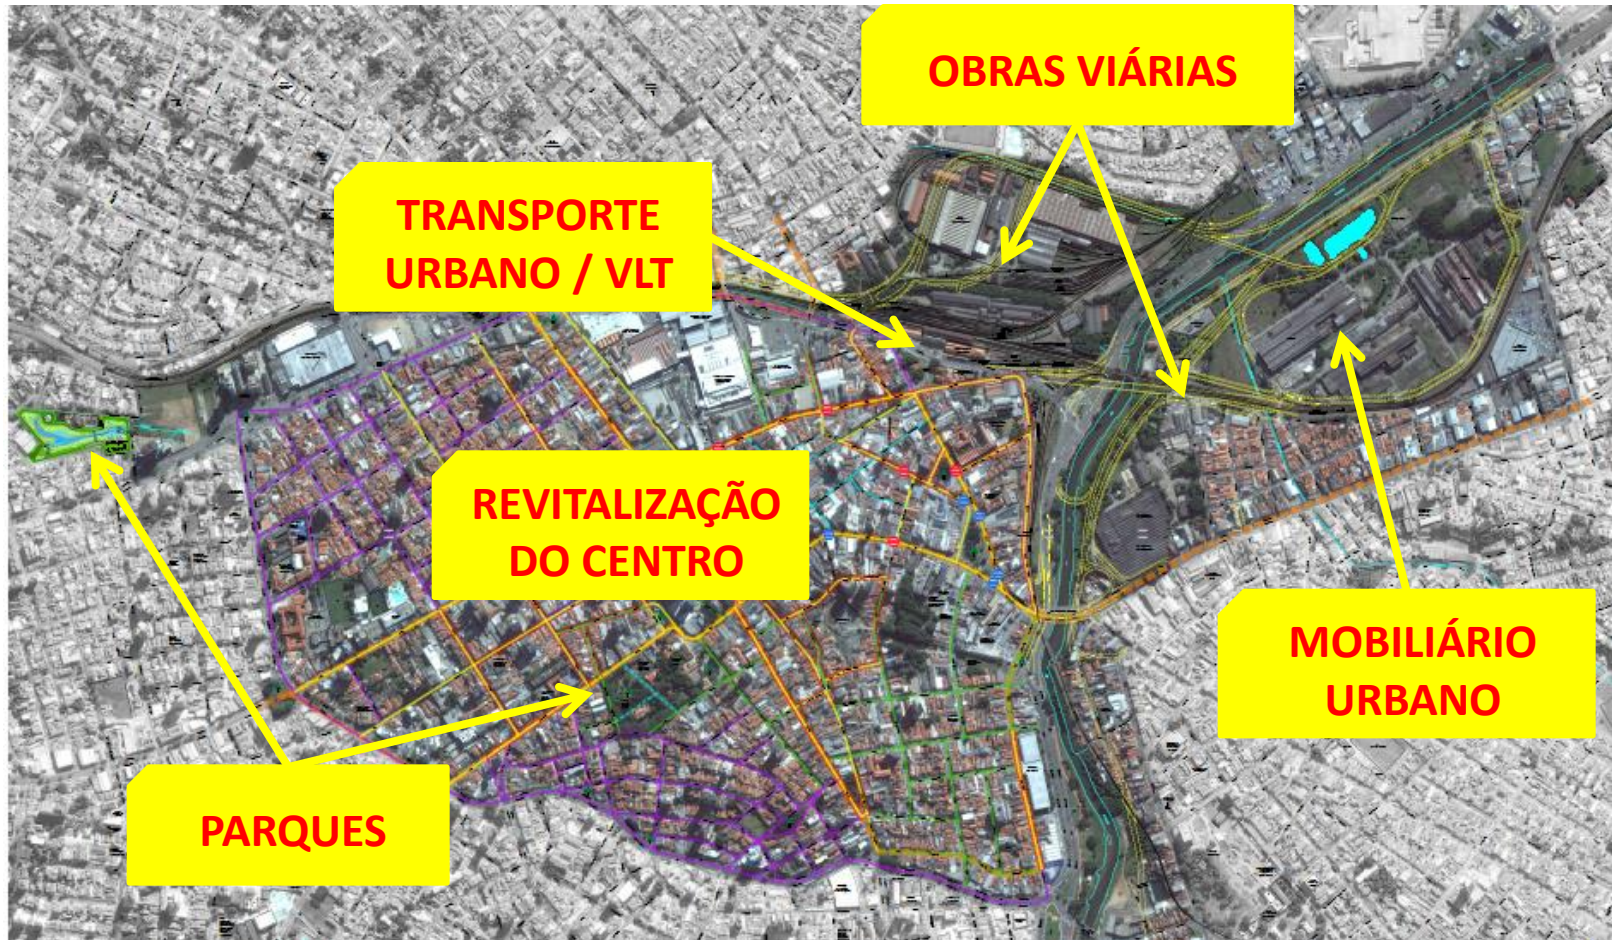 OBRAS VIÁRIAS
TRANSPORTE
URBANO / VLT
REVITALIZAÇÃO
DO CENTRO
MOBILIÁRIO
URBANO
PARQUES